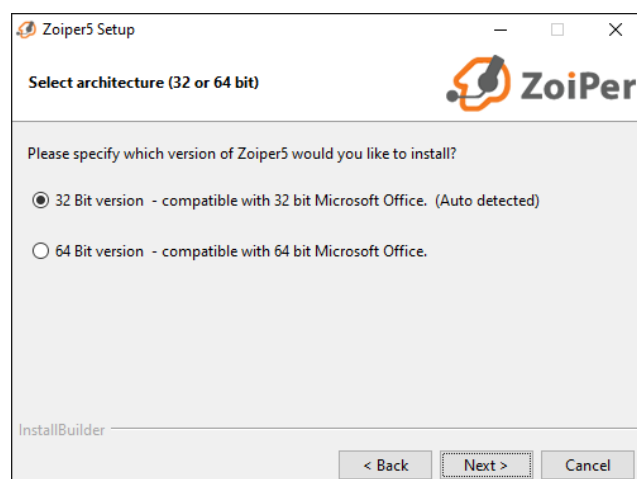 Zoiper5 Setup
Select architecture (32 or 64 bit)
ZoiPer
Please specify which version of Zoiper5 would you like to install?
32 Bit version  - compatible with 32 bit Microsoft Office.  (Auto detected)
64 Bit version  - compatible with 64 bit Microsoft Office.
InstallBuilder
< Back
Next >
Cancel